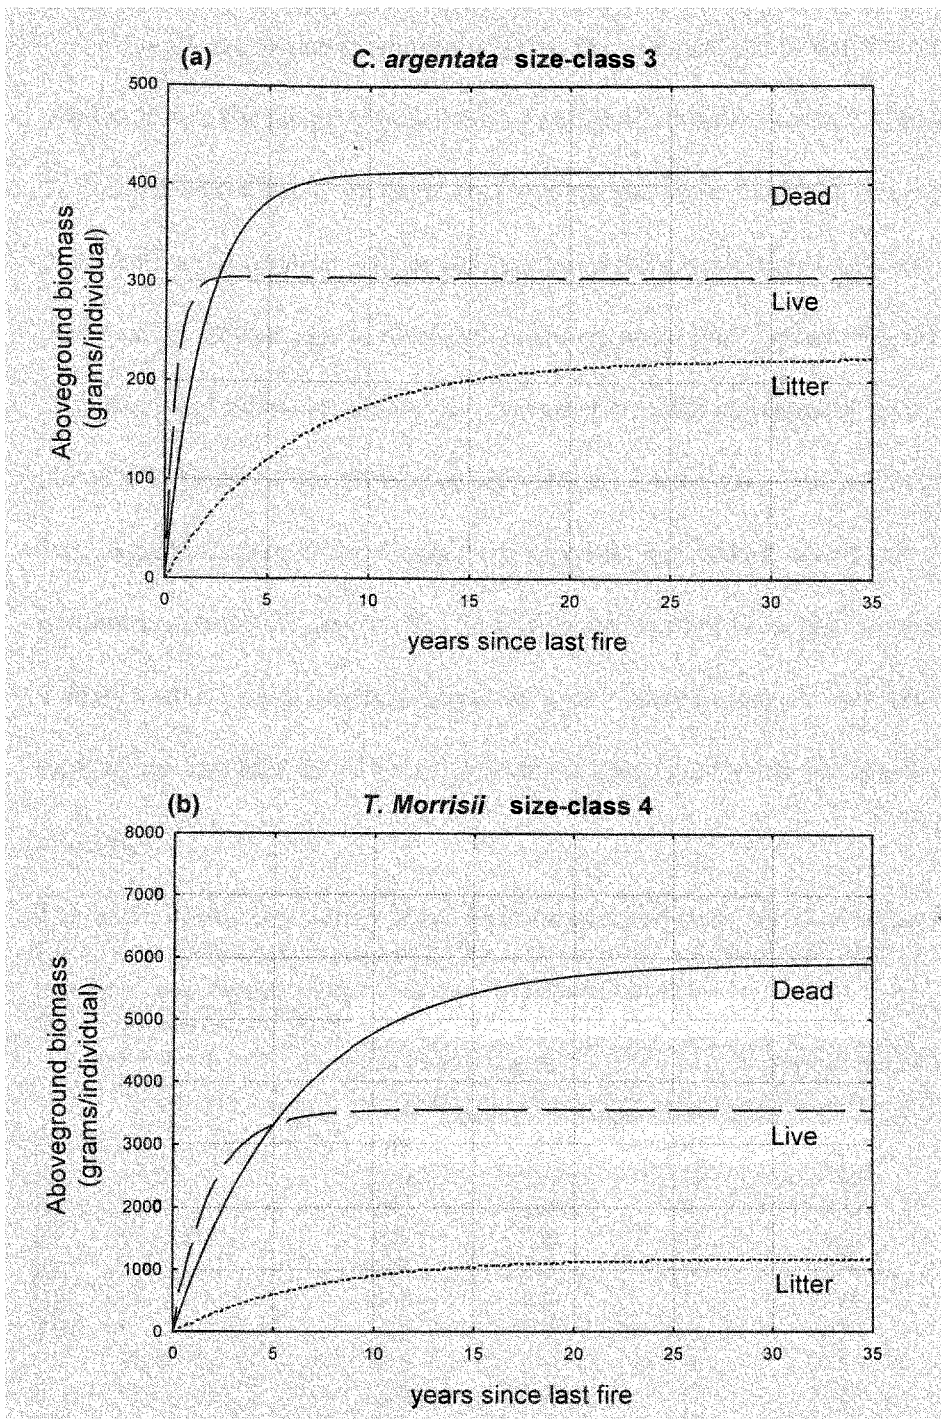 (a) C. argentata size-class 3
500
400
300
200
100
0
Dead
Live
Litter
Aboveground biomass
(grams/individual)
0 5 10 15 20 25 30 35
years since last fire
(b) T. Morrisii size-class 4
8000
7000
6000
5000
4000
3000
2000
1000
0
Dead
Live
Litter
Aboveground biomass
(grams/individual)
0 5 10 15 20 25 30 35
years since last fire